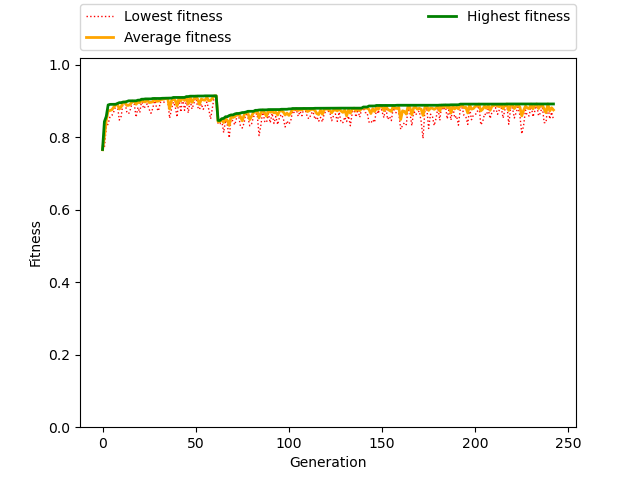 Lowest fitness
Average fitness
Highest fitness
1.0
0.8
0.6
0.4
0.2
0.0
Fitness
0 50 100 150 200 250
Generation